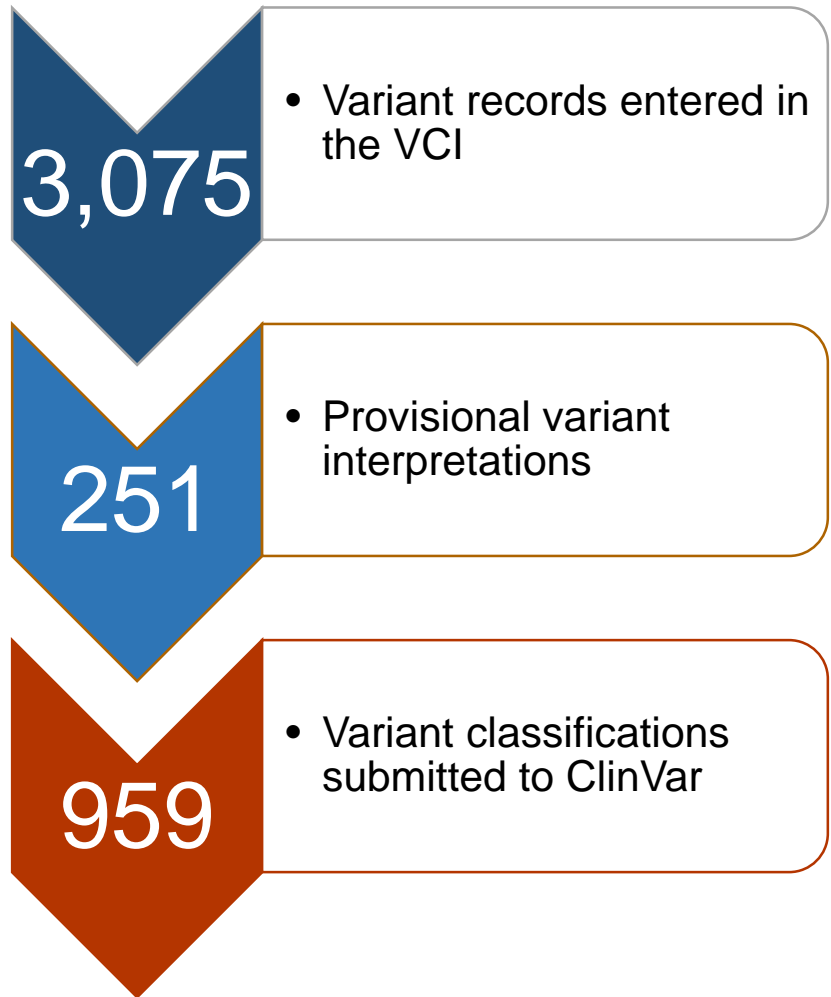 3,075
• Variant records entered in
the VCI
251
• Provisional variant
interpretations
959
• Variant classifications
submitted to ClinVar